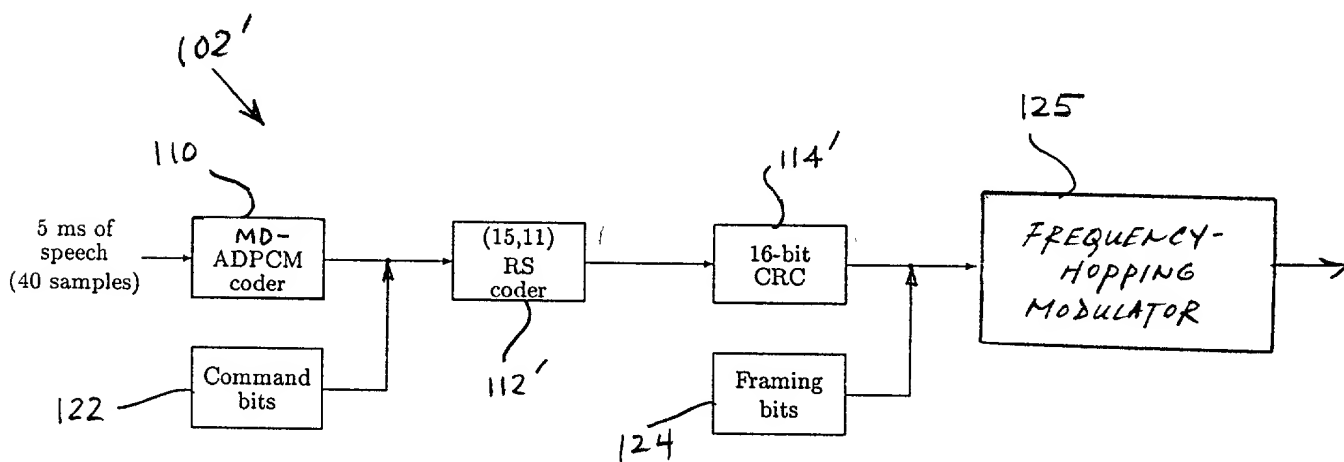 102'
110
114'
125
5 ms of
speech
(40 samples)
MD-
ADPCM
coder
(15,11)
RS
coder
16-bit
CRC
FREQUENCY-
HOPPING
MODULATOR
112'
Command
bits
122
Framing
bits
124